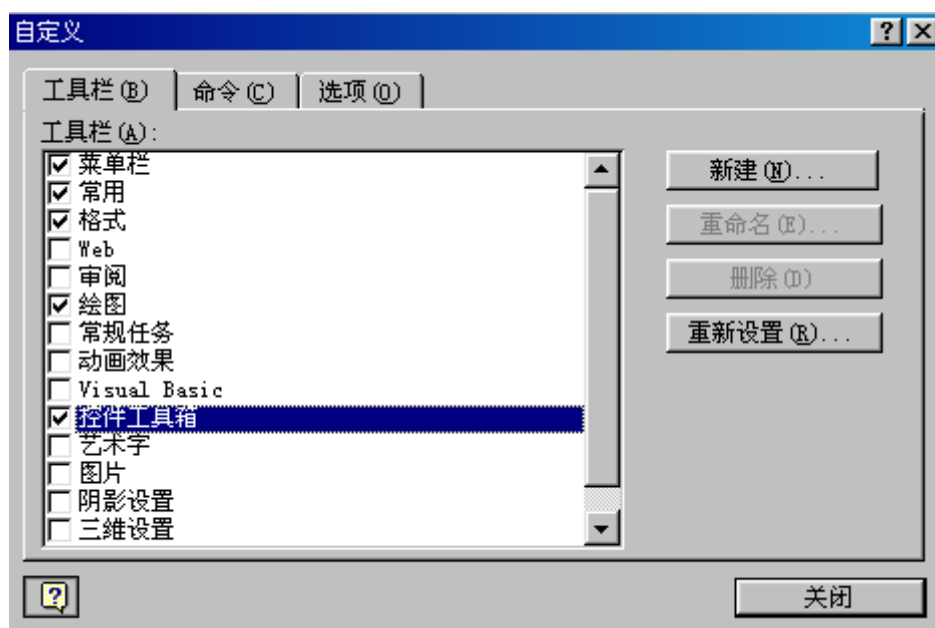 自定义
工具栏(B) 命令(C) 选项(O)
工具栏(A):
菜单栏
常用
格式
Web
审阅
绘图
常规任务
动画效果
Visual Basic
控件工具箱
艺术字
图片
阴影设置
三维设置
新建(N)...
重命名(E)...
删除(D)
重新设置(R)...
关闭